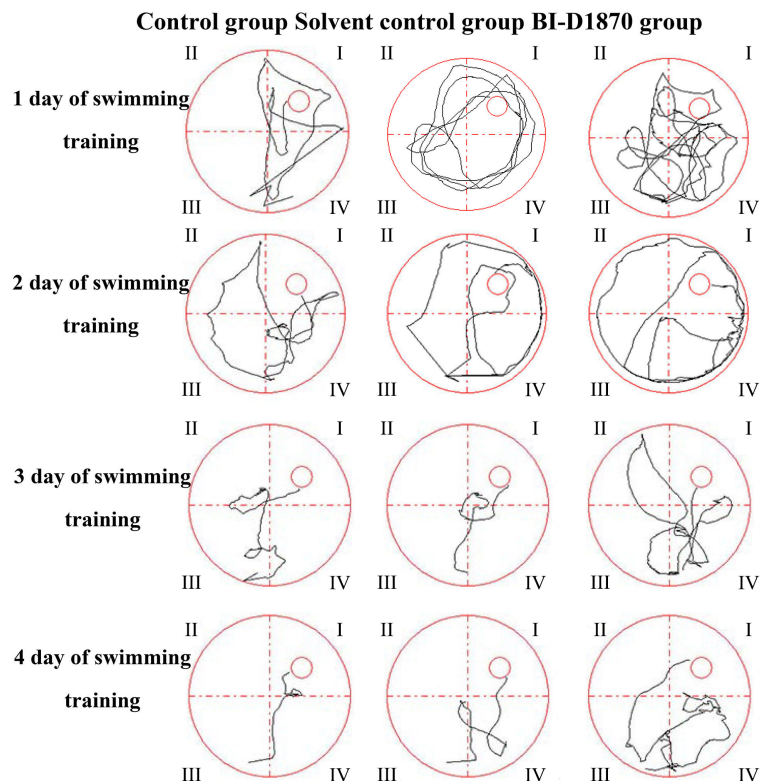 Control group Solvent control group BI-D1870 group
II I II I II I
1 day of swimming
training
III IV III IV III IV
II I II I II I
2 day of swimming
training
III IV III IV III IV
II I II I II I
3 day of swimming
training
III IV III IV III IV
II I II I II I
4 day of swimming
training
III IV III IV III IV